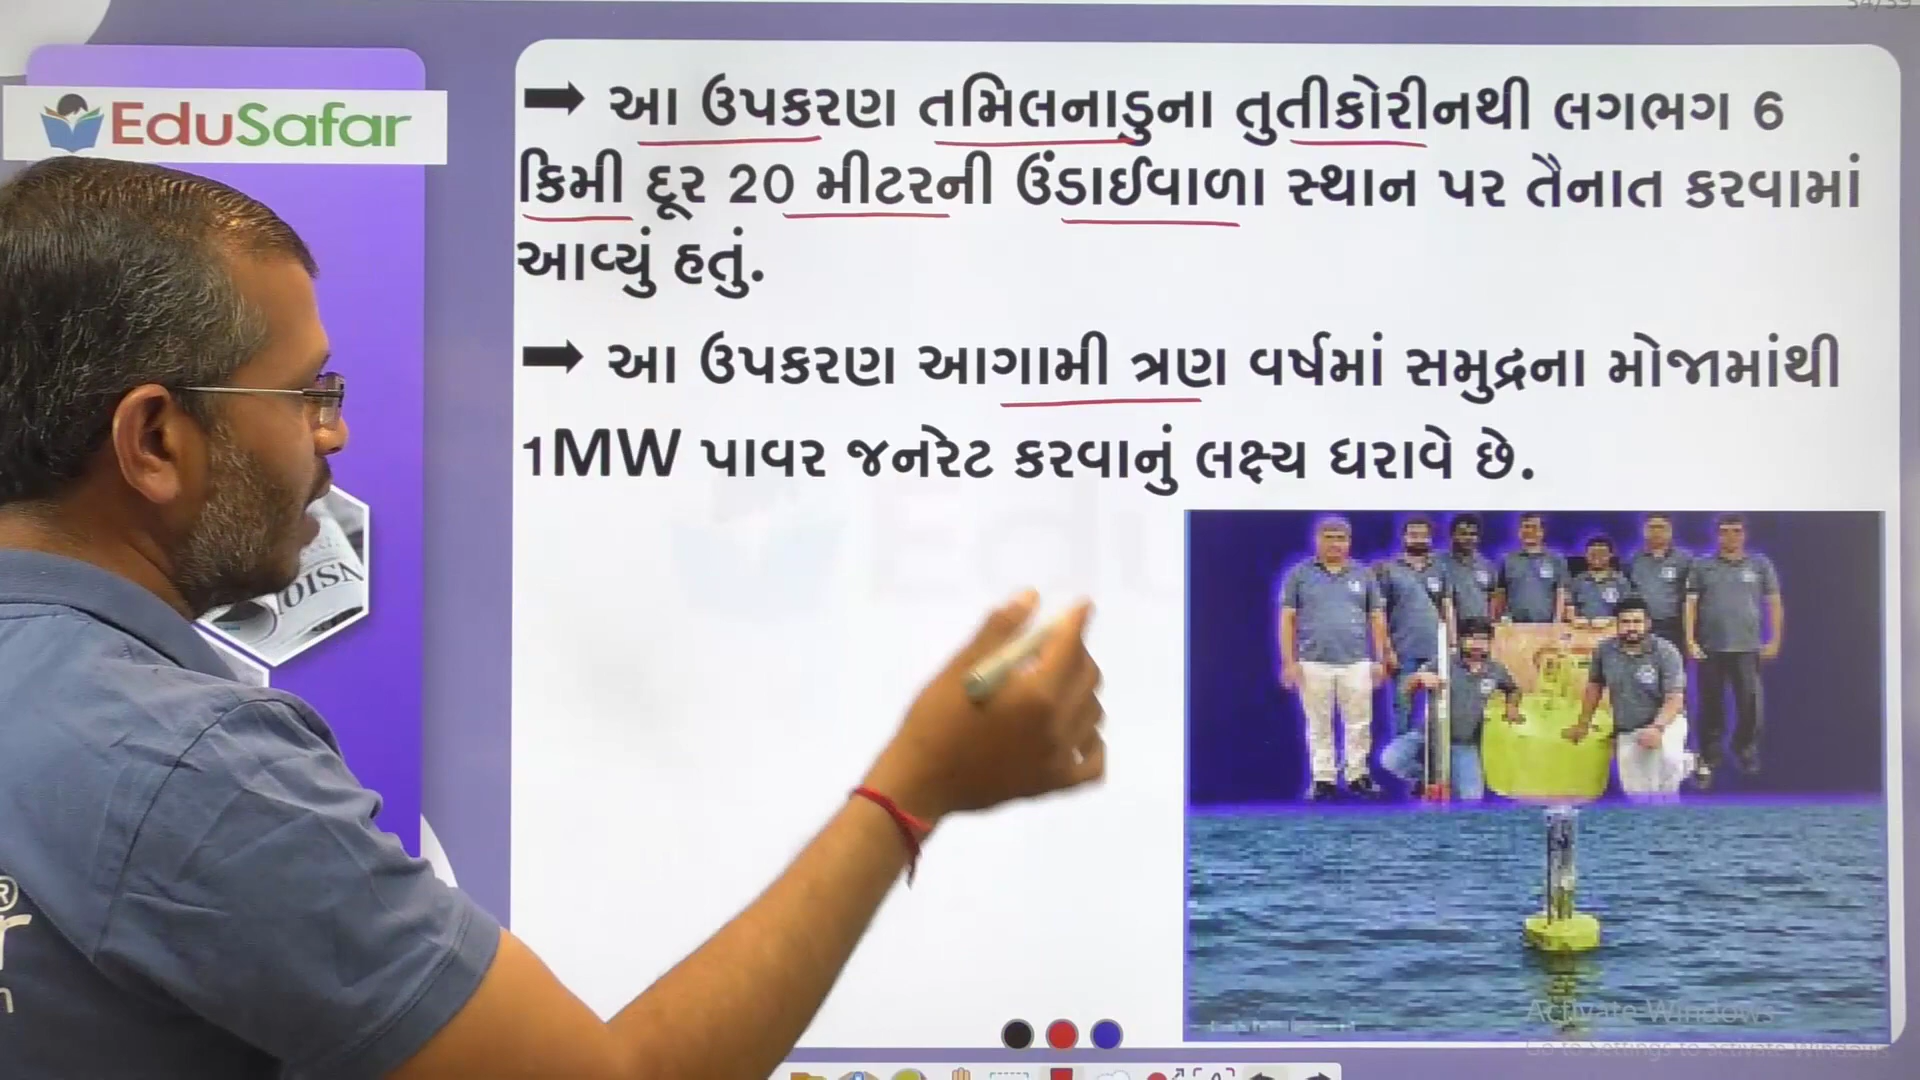 EduSafar
➡ આ ઉપકરણ તમિલનાડુના તુતીકોરીનથી લગભગ 6
કિમી દૂર 20 મીટરની ઉંડાઈવાળા સ્થાન પર તૈનાત કરવામાં
આવ્યું હતું.
➡ આ ઉપકરણ આગામી ત્રણ વર્ષમાં સમુદ્રના મોજામાંથી
1MW પાવર જનરેટ કરવાનું લક્ષ્ય ધરાવે છે.
Activate Windows
Go to Settings to activate Windows.